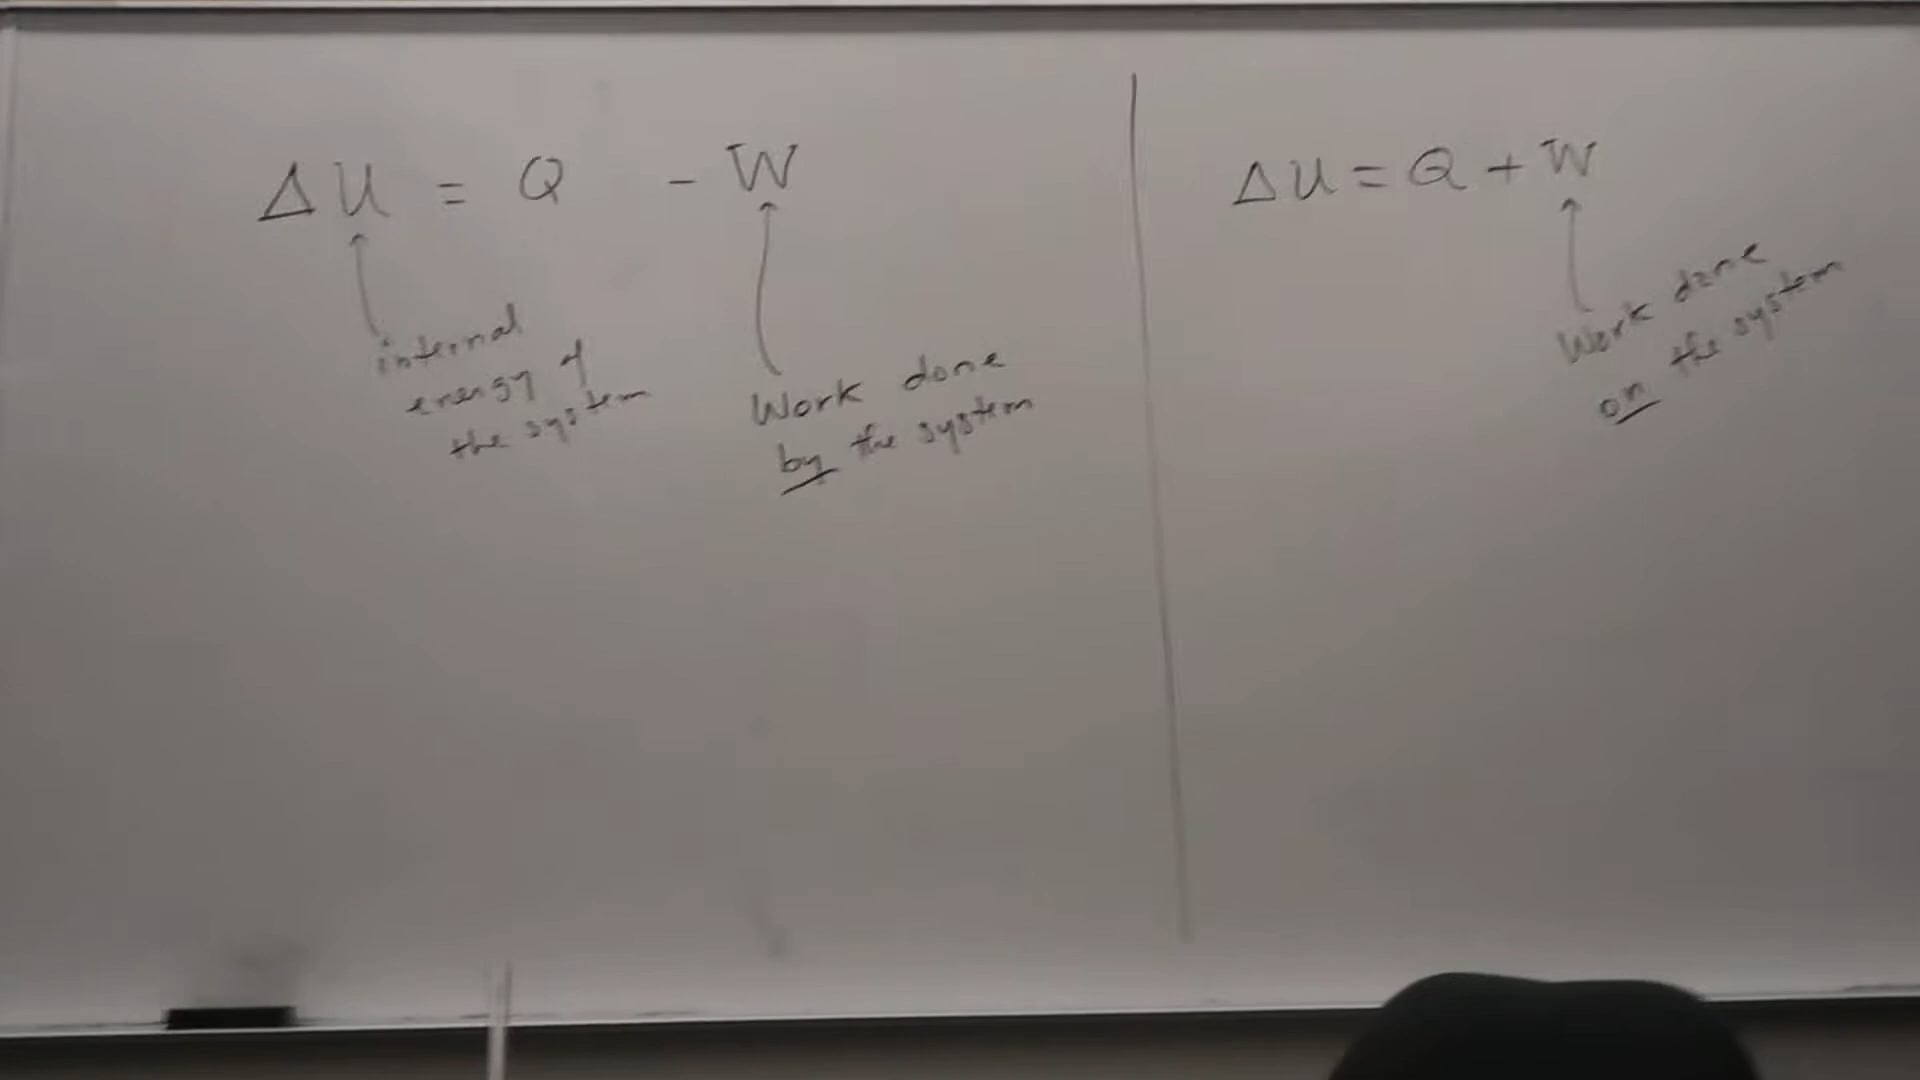 ΔU = Q - W
internal
energy of
the system
Work done
by the system
ΔU = Q + W
Work done
on the system